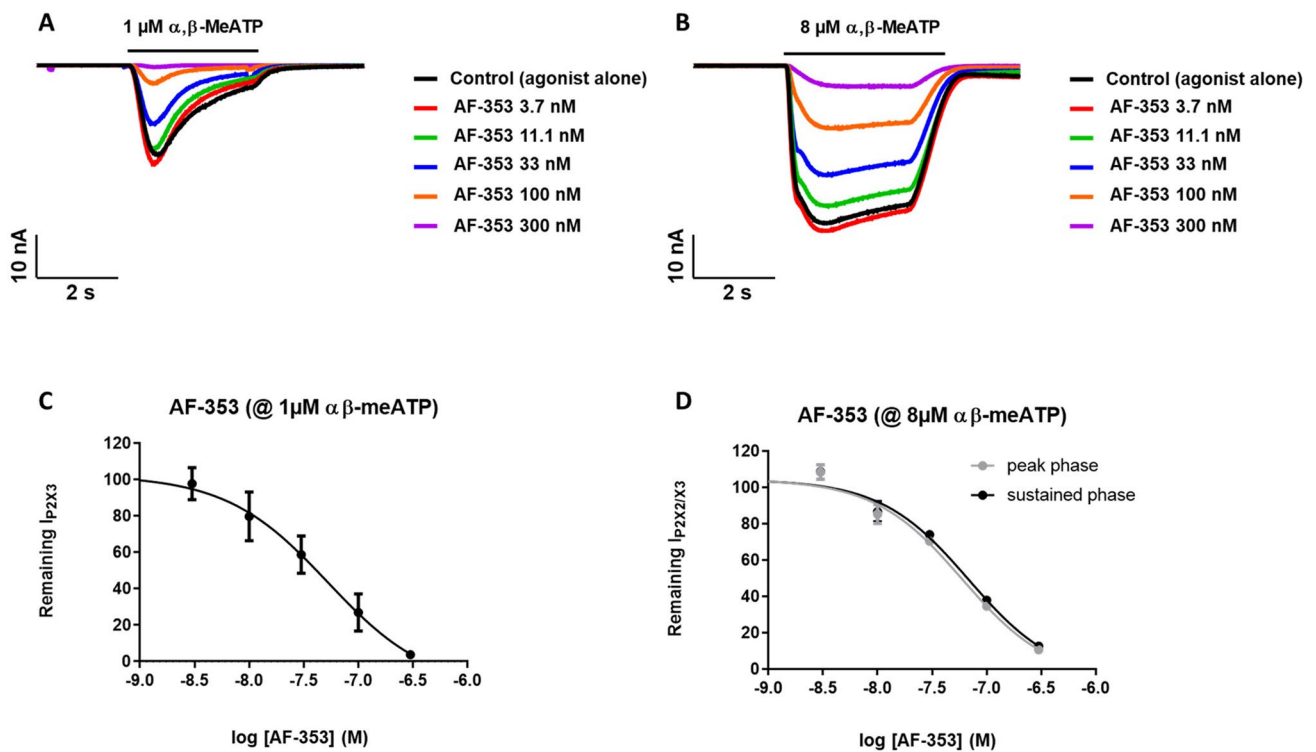 A
1 µM α,β-MeATP
Control (agonist alone)
AF-353 3.7 nM
AF-353 11.1 nM
AF-353 33 nM
AF-353 100 nM
AF-353 300 nM
10 nA
2 s
B
8 µM α,β-MeATP
Control (agonist alone)
AF-353 3.7 nM
AF-353 11.1 nM
AF-353 33 nM
AF-353 100 nM
AF-353 300 nM
10 nA
2 s
C
AF-353 (@ 1µM αβ-meATP)
Remaining IP2X3
120
100
80
60
40
20
0
-9.0 -8.5 -8.0 -7.5 -7.0 -6.5 -6.0
log [AF-353] (M)
D
AF-353 (@ 8µM αβ-meATP)
peak phase
sustained phase
Remaining IP2X2/X3
120
100
80
60
40
20
0
-9.0 -8.5 -8.0 -7.5 -7.0 -6.5 -6.0
log [AF-353] (M)